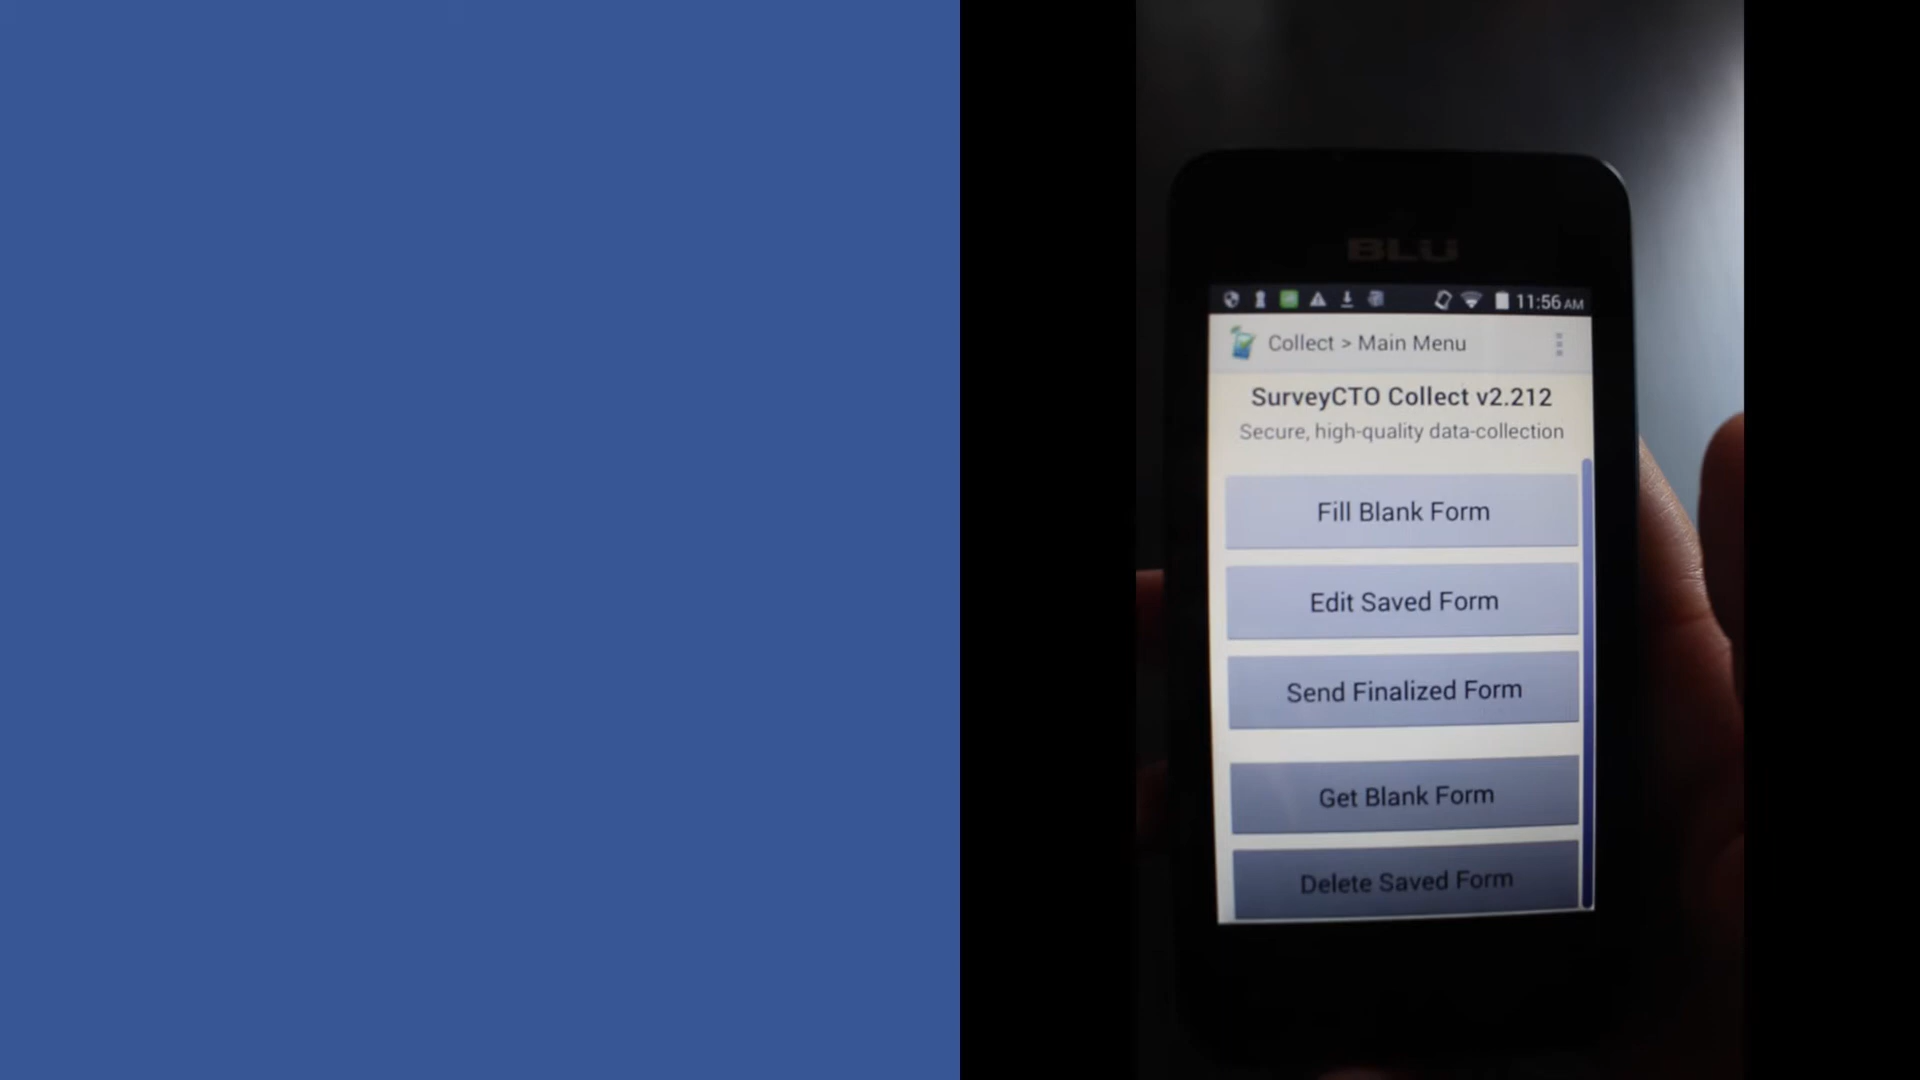 BLU
11:56 AM
Collect > Main Menu
SurveyCTO Collect v2.212
Secure, high-quality data-collection
Fill Blank Form
Edit Saved Form
Send Finalized Form
Get Blank Form
Delete Saved Form